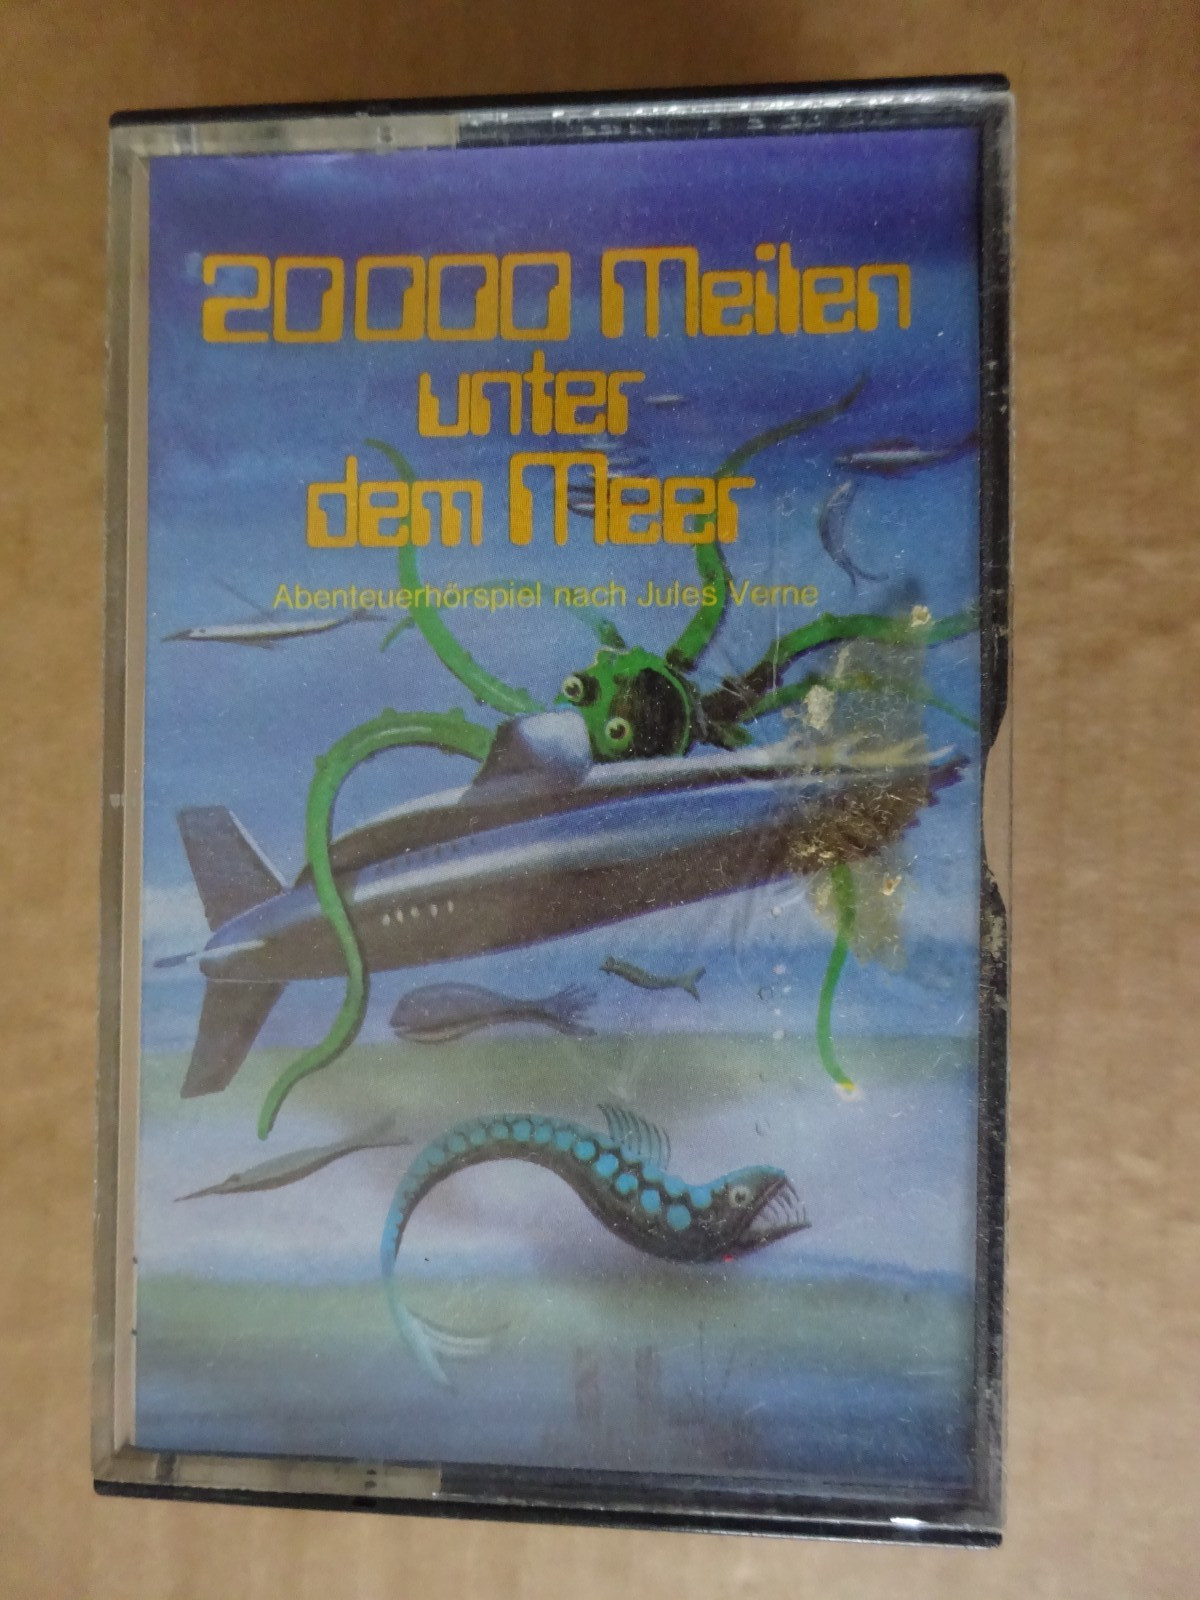 20000 Meilen
unter
dem Meer
Abenteuerhörspiel nach Jules Verne